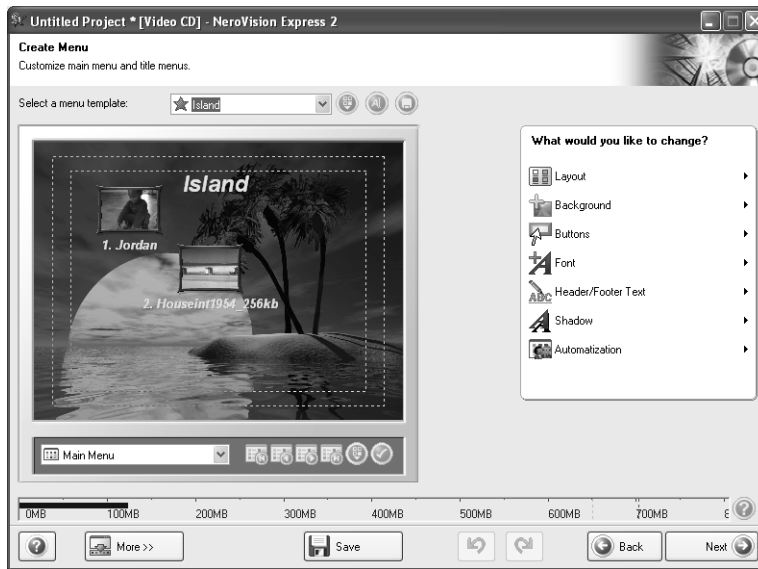 Untitled Project * [Video CD] - NeroVision Express 2
Create Menu
Customize main menu and title menus.
Select a menu template:
Island
Island
1. Jordan
2. Houseint1954_256kb
Main Menu
What would you like to change?
Layout
Background
Buttons
Font
Header/Footer Text
Shadow
Automatization
0MB 100MB 200MB 300MB 400MB 500MB 600MB 700MB 8
More >>
Save
Back
Next